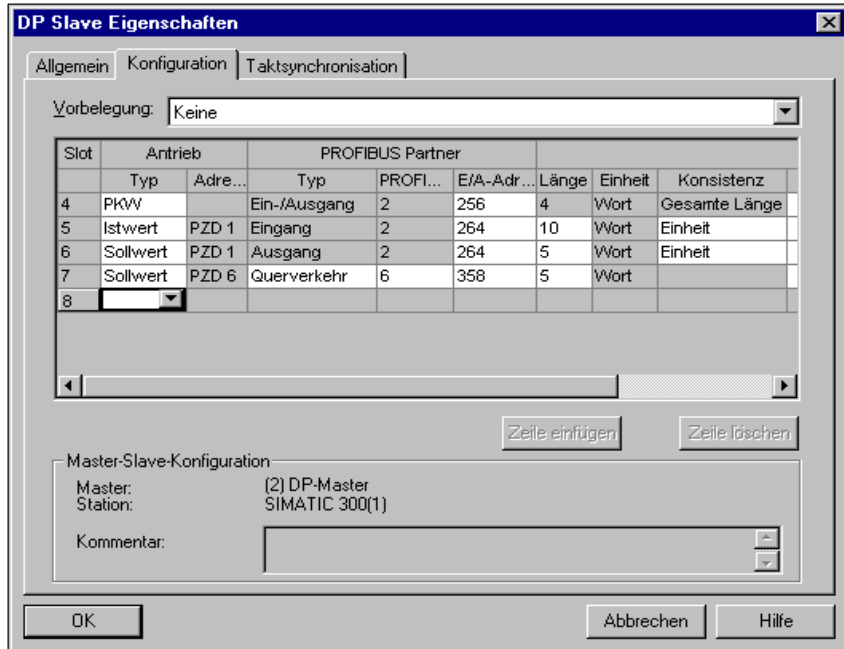 DP Slave Eigenschaften
Allgemein Konfiguration Taktsynchronisation
Vorbelegung: Keine
Slot Antrieb PROFIBUS Partner
Typ Adre... Typ PROFI... E/A-Adr... Länge Einheit Konsistenz
4 PKW Ein-/Ausgang 2 256 4 Wort Gesamte Länge
5 Istwert PZD 1 Eingang 2 264 10 Wort Einheit
6 Sollwert PZD 1 Ausgang 2 264 5 Wort Einheit
7 Sollwert PZD 6 Querverkehr 6 358 5 Wort
8
Zeile einfügen Zeile löschen
Master-Slave-Konfiguration
Master: (2) DP-Master
Station: SIMATIC 300(1)
Kommentar:
OK Abbrechen Hilfe